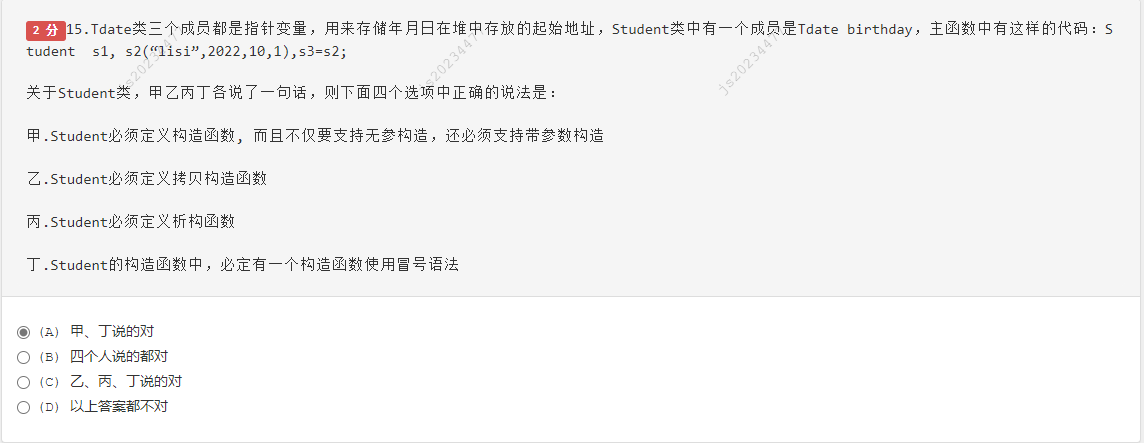 2 分 15.Tdate类三个成员都是指针变量，用来存储年月日在堆中存放的起始地址，Student类中有一个成员是Tdate birthday，主函数中有这样的代码：S
tudent  s1, s2(“lisi”,2022,10,1),s3=s2;
关于Student类，甲乙丙丁各说了一句话，则下面四个选项中正确的说法是：
甲.Student必须定义构造函数, 而且不仅要支持无参构造，还必须支持带参数构造
乙.Student必须定义拷贝构造函数
丙.Student必须定义析构函数
丁.Student的构造函数中，必定有一个构造函数使用冒号语法
(A) 甲、丁说的对
(B) 四个人说的都对
(C) 乙、丙、丁说的对
(D) 以上答案都不对